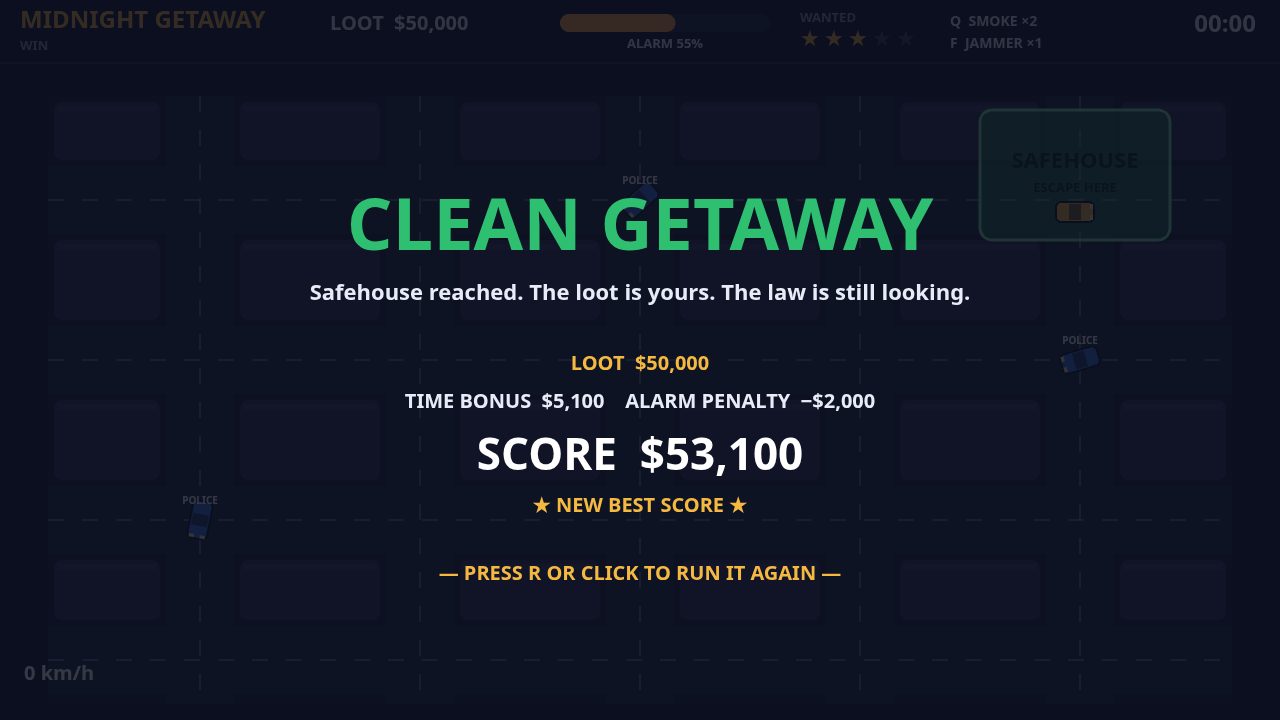 MIDNIGHT GETAWAY
WIN
LOOT $50,000
ALARM 55%
WANTED
★★★★★
Q SMOKE ×2
F JAMMER ×1
00:00
POLICE
SAFEHOUSE
ESCAPE HERE
CLEAN GETAWAY
Safehouse reached. The loot is yours. The law is still looking.
POLICE
LOOT $50,000
TIME BONUS $5,100 ALARM PENALTY −$2,000
SCORE $53,100
POLICE
★ NEW BEST SCORE ★
— PRESS R OR CLICK TO RUN IT AGAIN —
0 km/h